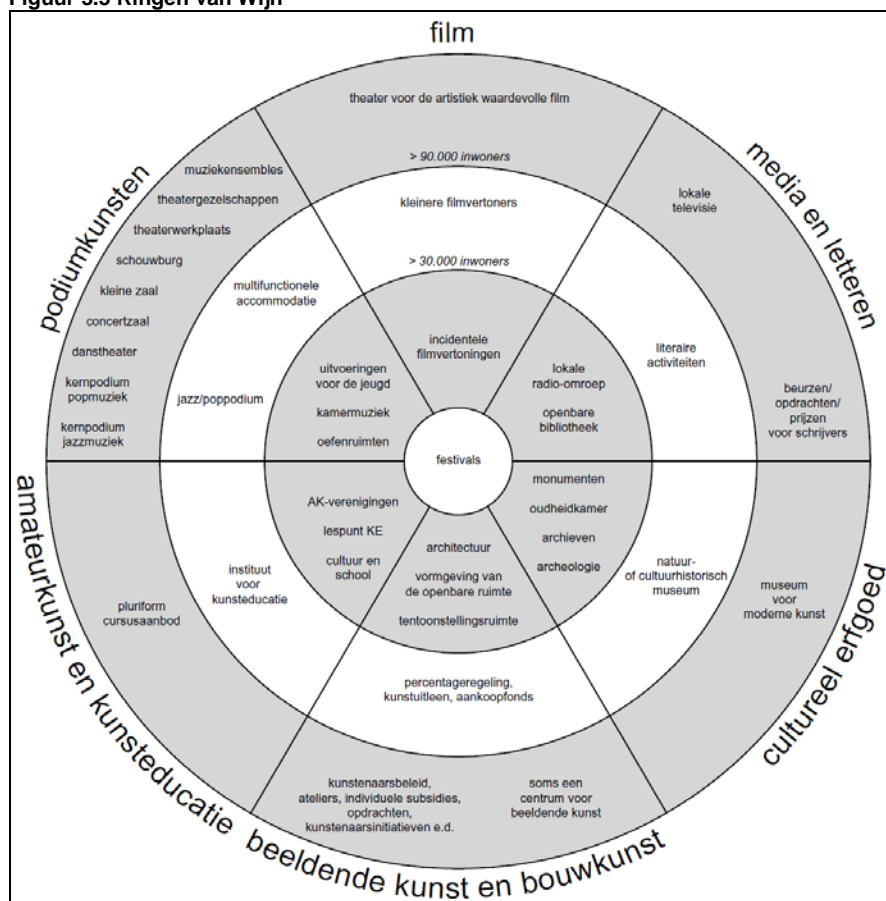 Figuur 3.3 Ringen van Wijn
film
theater voor de artistiek waardevolle film
> 90.000 inwoners
kleinere filmvertoners
> 30.000 inwoners
incidentele
filmvertoningen
media en letteren
lokale
televisie
beurzen/
opdrachten/
prijzen
voor schrijvers
literaire
activiteiten
lokale
radio-omroep
openbare
bibliotheek
cultureel erfgoed
museum
voor
moderne kunst
natuur-
of cultuurhistorisch
museum
monumenten
oudheidkamer
archieven
archeologie
beeldende kunst en bouwkunst
kunstenaarsbeleid,
ateliers, individuele subsidies,
opdrachten,
kunstenaarsinitiatieven e.d.
soms een
centrum voor
beeldende kunst
percentageregeling,
kunstuitleen, aankoopfonds
architectuur
vormgeving van
de openbare ruimte
tentoonstellingsruimte
amateurkunst en kunsteducatie
pluriform
cursusaanbod
instituut
voor
kunsteducatie
AK-verenigingen
lespunt KE
cultuur en
school
podiumkunsten
muziekensembles
theatergezelschappen
theaterwerkplaats
schouwburg
kleine zaal
concertzaal
danstheater
kernpodium
popmuziek
kernpodium
jazzmuziek
multifunctionele
accommodatie
jazz/poppodium
uitvoeringen
voor de jeugd
kamermuziek
oefenruimten
festivals